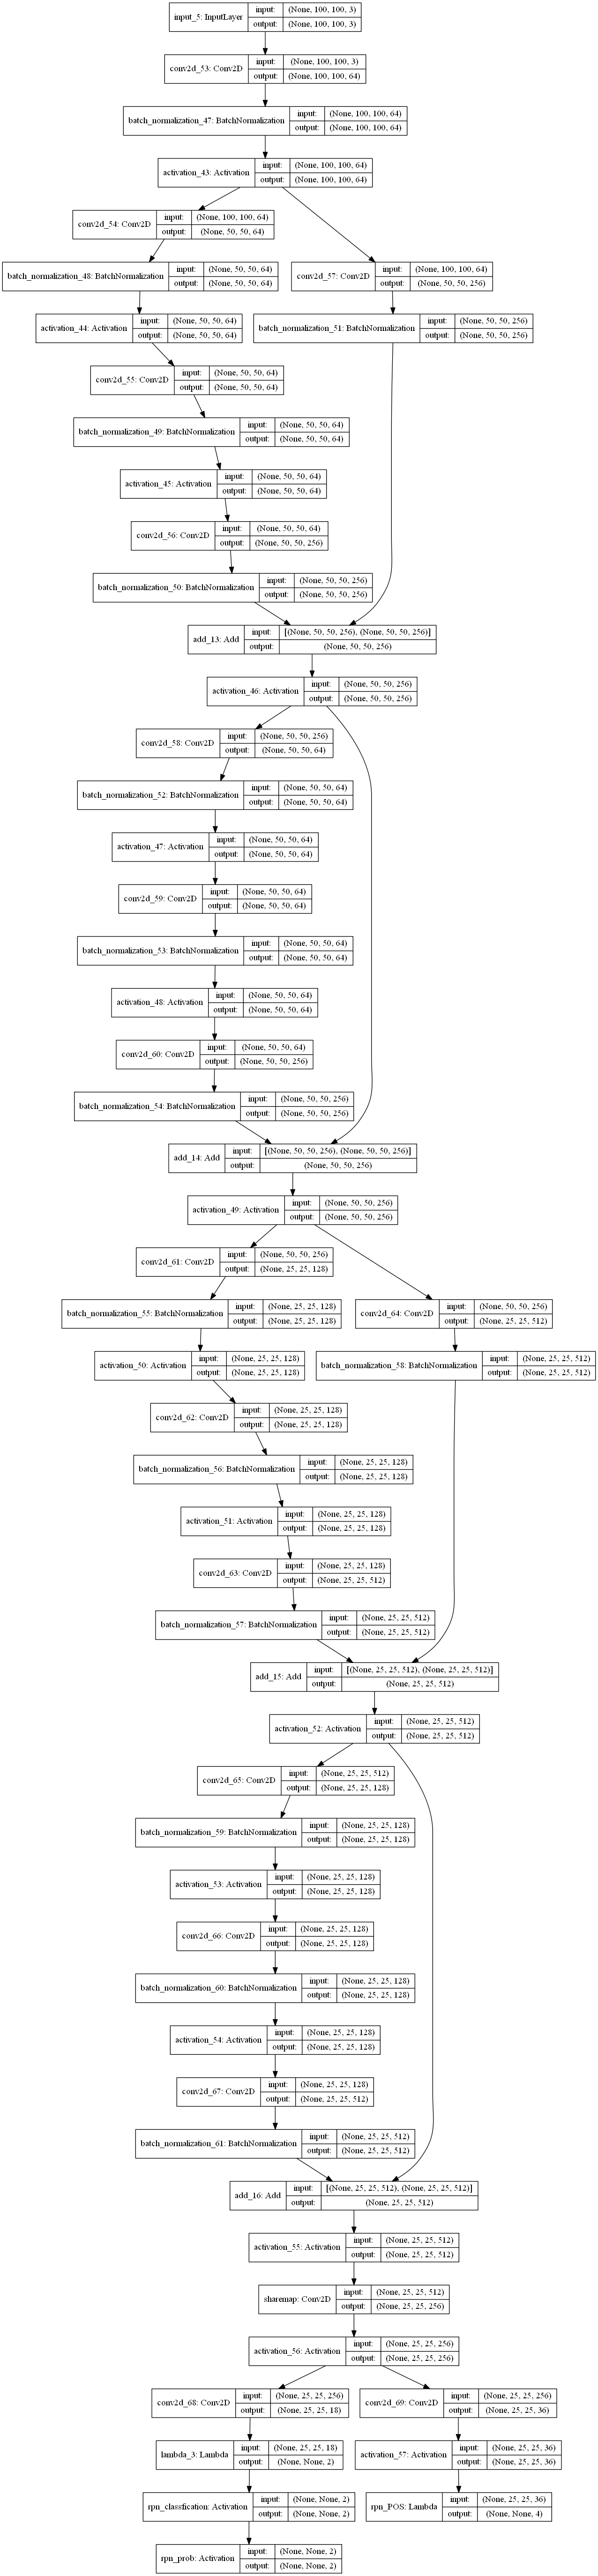 input_5: InputLayer
input: (None, 100, 100, 3)
output: (None, 100, 100, 3)
conv2d_53: Conv2D
input: (None, 100, 100, 3)
output: (None, 100, 100, 64)
batch_normalization_47: BatchNormalization
input: (None, 100, 100, 64)
output: (None, 100, 100, 64)
activation_43: Activation
input: (None, 100, 100, 64)
output: (None, 100, 100, 64)
conv2d_54: Conv2D
input: (None, 100, 100, 64)
output: (None, 50, 50, 64)
batch_normalization_48: BatchNormalization
input: (None, 50, 50, 64)
output: (None, 50, 50, 64)
conv2d_57: Conv2D
input: (None, 100, 100, 64)
output: (None, 50, 50, 256)
activation_44: Activation
input: (None, 50, 50, 64)
output: (None, 50, 50, 64)
batch_normalization_51: BatchNormalization
input: (None, 50, 50, 256)
output: (None, 50, 50, 256)
conv2d_55: Conv2D
input: (None, 50, 50, 64)
output: (None, 50, 50, 64)
batch_normalization_49: BatchNormalization
input: (None, 50, 50, 64)
output: (None, 50, 50, 64)
activation_45: Activation
input: (None, 50, 50, 64)
output: (None, 50, 50, 64)
conv2d_56: Conv2D
input: (None, 50, 50, 64)
output: (None, 50, 50, 256)
batch_normalization_50: BatchNormalization
input: (None, 50, 50, 256)
output: (None, 50, 50, 256)
add_13: Add
input: [(None, 50, 50, 256), (None, 50, 50, 256)]
output: (None, 50, 50, 256)
activation_46: Activation
input: (None, 50, 50, 256)
output: (None, 50, 50, 256)
conv2d_58: Conv2D
input: (None, 50, 50, 256)
output: (None, 50, 50, 64)
batch_normalization_52: BatchNormalization
input: (None, 50, 50, 64)
output: (None, 50, 50, 64)
activation_47: Activation
input: (None, 50, 50, 64)
output: (None, 50, 50, 64)
conv2d_59: Conv2D
input: (None, 50, 50, 64)
output: (None, 50, 50, 64)
batch_normalization_53: BatchNormalization
input: (None, 50, 50, 64)
output: (None, 50, 50, 64)
activation_48: Activation
input: (None, 50, 50, 64)
output: (None, 50, 50, 64)
conv2d_60: Conv2D
input: (None, 50, 50, 64)
output: (None, 50, 50, 256)
batch_normalization_54: BatchNormalization
input: (None, 50, 50, 256)
output: (None, 50, 50, 256)
add_14: Add
input: [(None, 50, 50, 256), (None, 50, 50, 256)]
output: (None, 50, 50, 256)
activation_49: Activation
input: (None, 50, 50, 256)
output: (None, 50, 50, 256)
conv2d_61: Conv2D
input: (None, 50, 50, 256)
output: (None, 25, 25, 128)
batch_normalization_55: BatchNormalization
input: (None, 25, 25, 128)
output: (None, 25, 25, 128)
conv2d_64: Conv2D
input: (None, 50, 50, 256)
output: (None, 25, 25, 512)
activation_50: Activation
input: (None, 25, 25, 128)
output: (None, 25, 25, 128)
batch_normalization_58: BatchNormalization
input: (None, 25, 25, 512)
output: (None, 25, 25, 512)
conv2d_62: Conv2D
input: (None, 25, 25, 128)
output: (None, 25, 25, 128)
batch_normalization_56: BatchNormalization
input: (None, 25, 25, 128)
output: (None, 25, 25, 128)
activation_51: Activation
input: (None, 25, 25, 128)
output: (None, 25, 25, 128)
conv2d_63: Conv2D
input: (None, 25, 25, 128)
output: (None, 25, 25, 512)
batch_normalization_57: BatchNormalization
input: (None, 25, 25, 512)
output: (None, 25, 25, 512)
add_15: Add
input: [(None, 25, 25, 512), (None, 25, 25, 512)]
output: (None, 25, 25, 512)
activation_52: Activation
input: (None, 25, 25, 512)
output: (None, 25, 25, 512)
conv2d_65: Conv2D
input: (None, 25, 25, 512)
output: (None, 25, 25, 128)
batch_normalization_59: BatchNormalization
input: (None, 25, 25, 128)
output: (None, 25, 25, 128)
activation_53: Activation
input: (None, 25, 25, 128)
output: (None, 25, 25, 128)
conv2d_66: Conv2D
input: (None, 25, 25, 128)
output: (None, 25, 25, 128)
batch_normalization_60: BatchNormalization
input: (None, 25, 25, 128)
output: (None, 25, 25, 128)
activation_54: Activation
input: (None, 25, 25, 128)
output: (None, 25, 25, 128)
conv2d_67: Conv2D
input: (None, 25, 25, 128)
output: (None, 25, 25, 512)
batch_normalization_61: BatchNormalization
input: (None, 25, 25, 512)
output: (None, 25, 25, 512)
add_16: Add
input: [(None, 25, 25, 512), (None, 25, 25, 512)]
output: (None, 25, 25, 512)
activation_55: Activation
input: (None, 25, 25, 512)
output: (None, 25, 25, 512)
sharemap: Conv2D
input: (None, 25, 25, 512)
output: (None, 25, 25, 256)
activation_56: Activation
input: (None, 25, 25, 256)
output: (None, 25, 25, 256)
conv2d_68: Conv2D
input: (None, 25, 25, 256)
output: (None, 25, 25, 18)
conv2d_69: Conv2D
input: (None, 25, 25, 256)
output: (None, 25, 25, 36)
lambda_3: Lambda
input: (None, 25, 25, 18)
output: (None, None, 2)
activation_57: Activation
input: (None, 25, 25, 36)
output: (None, 25, 25, 36)
rpn_classfication: Activation
input: (None, None, 2)
output: (None, None, 2)
rpn_POS: Lambda
input: (None, 25, 25, 36)
output: (None, None, 4)
rpn_prob: Activation
input: (None, None, 2)
output: (None, None, 2)